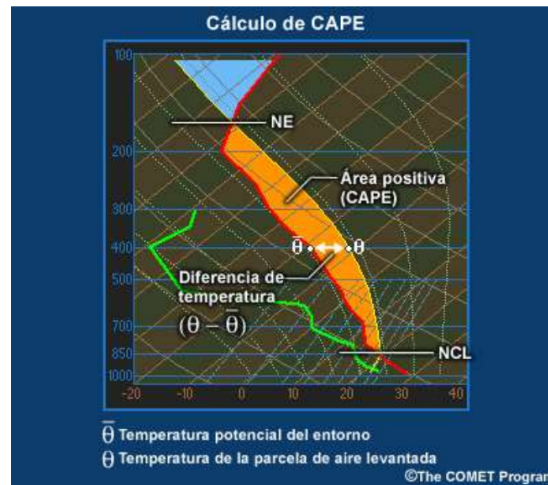 Cálculo de CAPE
100
NE
200
Área positiva
(CAPE)
300
400
θ̅ θ
Diferencia de
temperatura
500
(θ - θ̅)
700
850
NCL
1000
-20 -10 0 10 20 30 40
θ̅ Temperatura potencial del entorno
θ Temperatura de la parcela de aire levantada
©The COMET Program